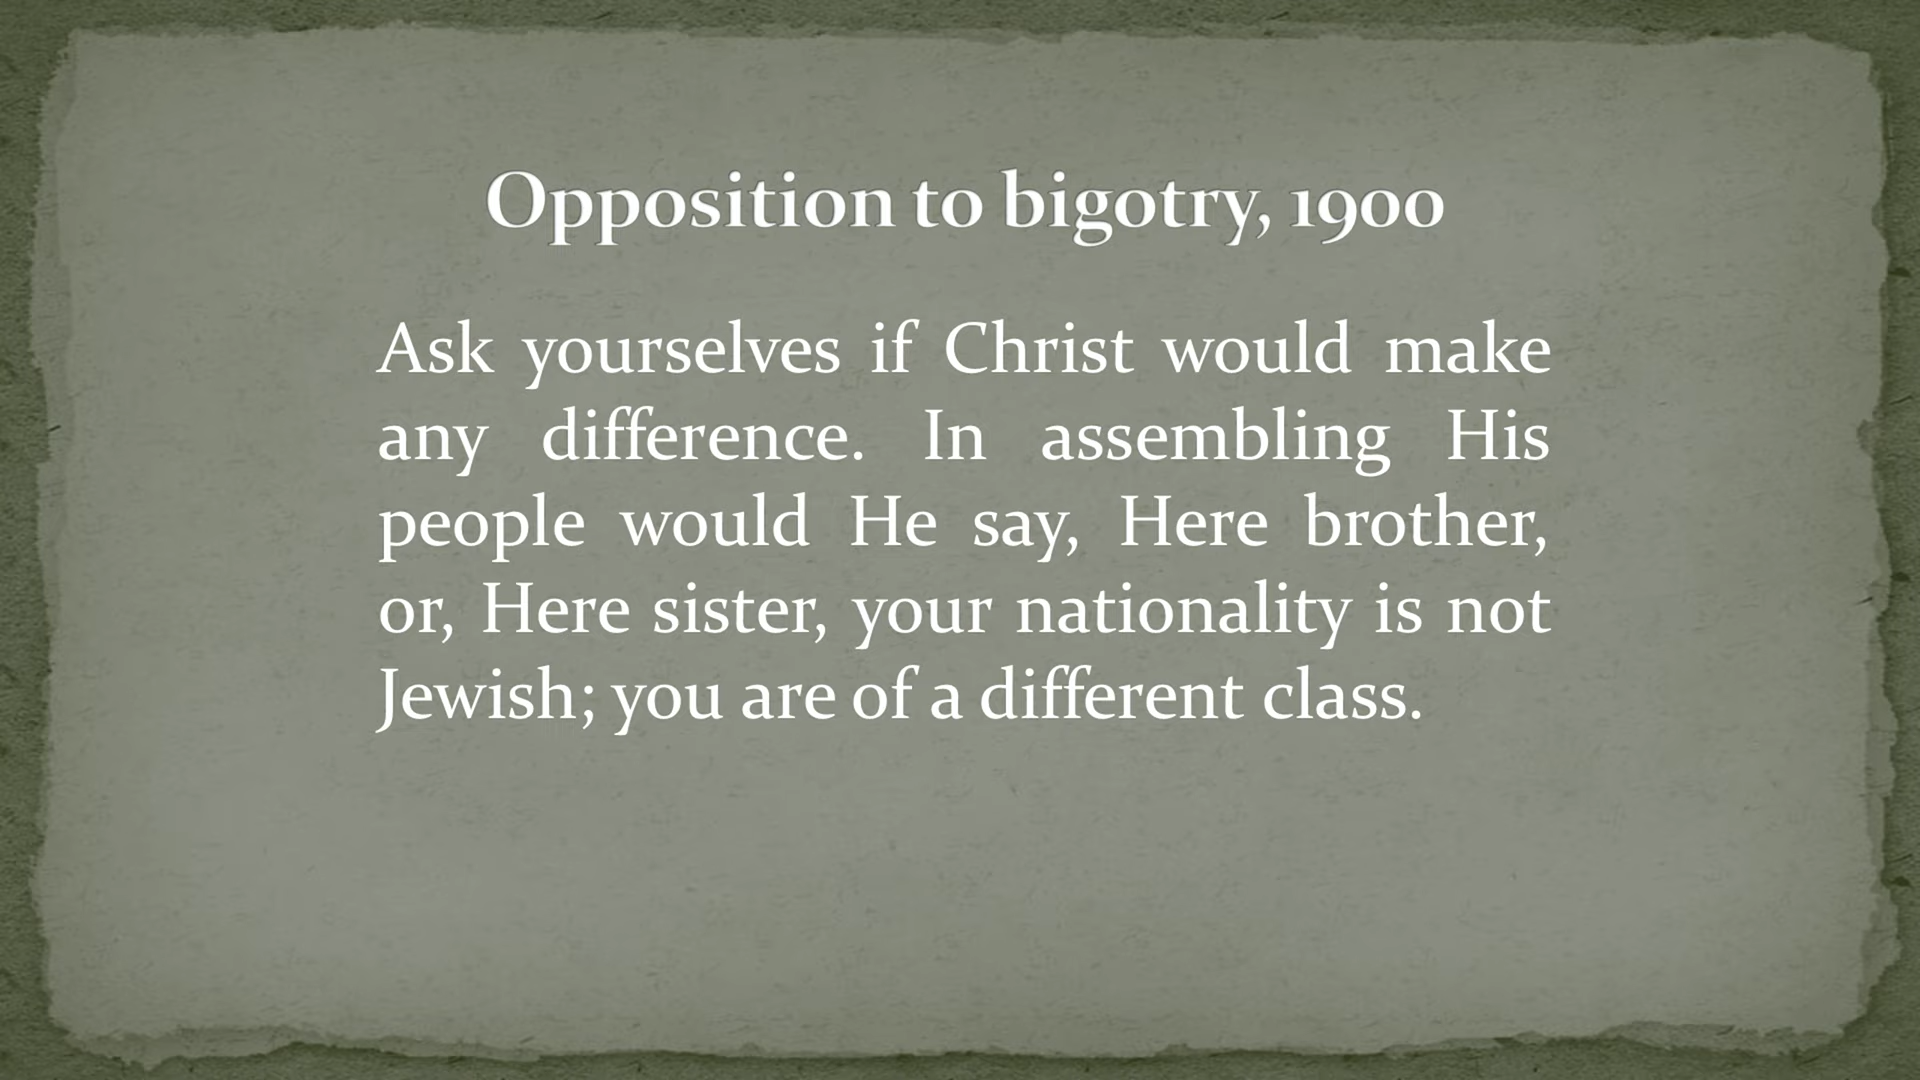 Opposition to bigotry, 1900
Ask yourselves if Christ would make
any difference. In assembling His
people would He say, Here brother,
or, Here sister, your nationality is not
Jewish; you are of a different class.